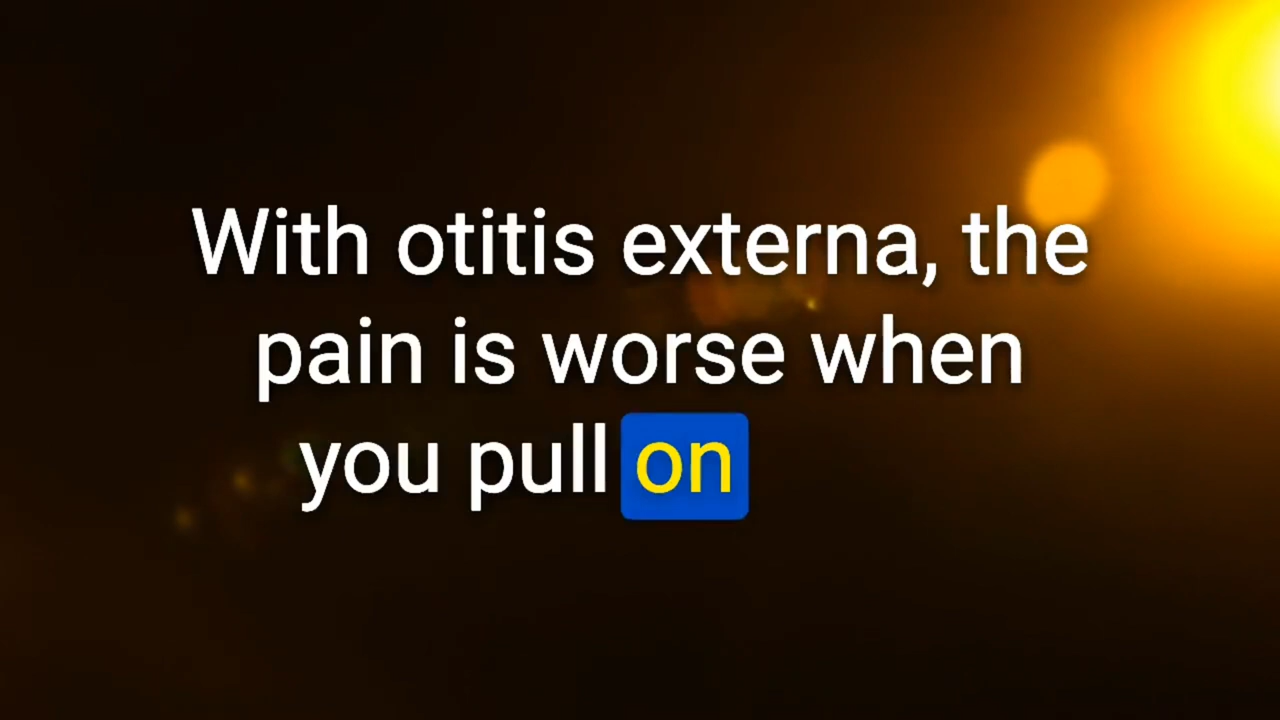 With otitis externa, the
pain is worse when
you pull on